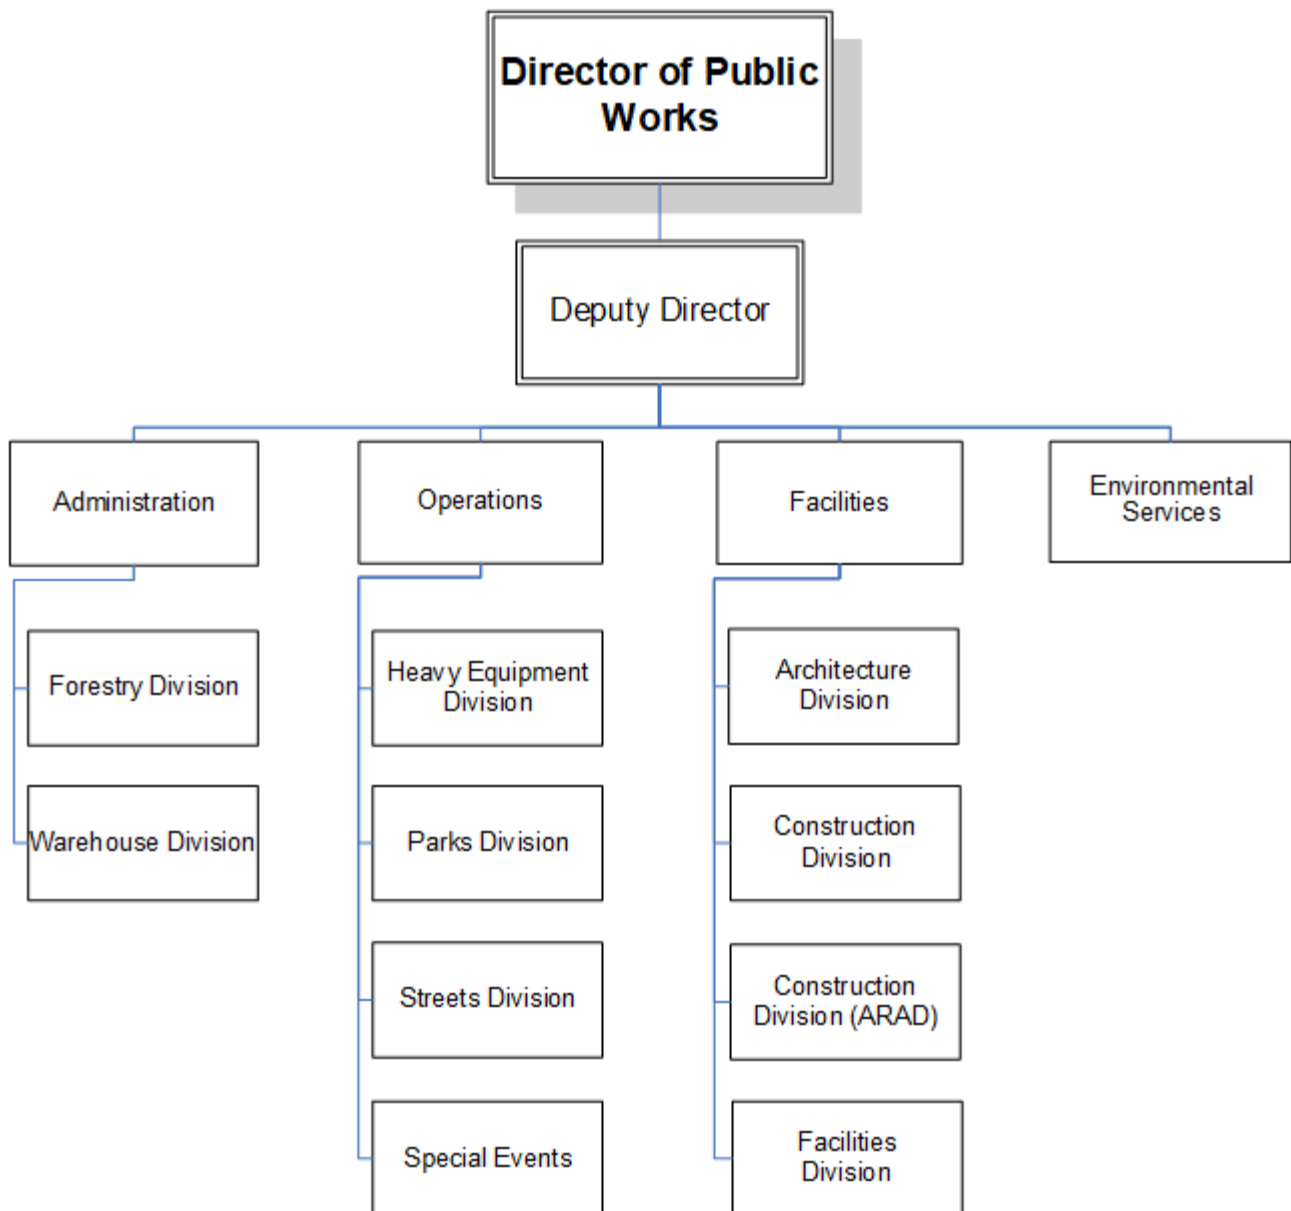 Director of Public
Works
Deputy Director
Administration
Operations
Facilities
Environmental
Services
Forestry Division
Warehouse Division
Heavy Equipment
Division
Parks Division
Streets Division
Special Events
Architecture
Division
Construction
Division
Construction
Division (ARAD)
Facilities
Division